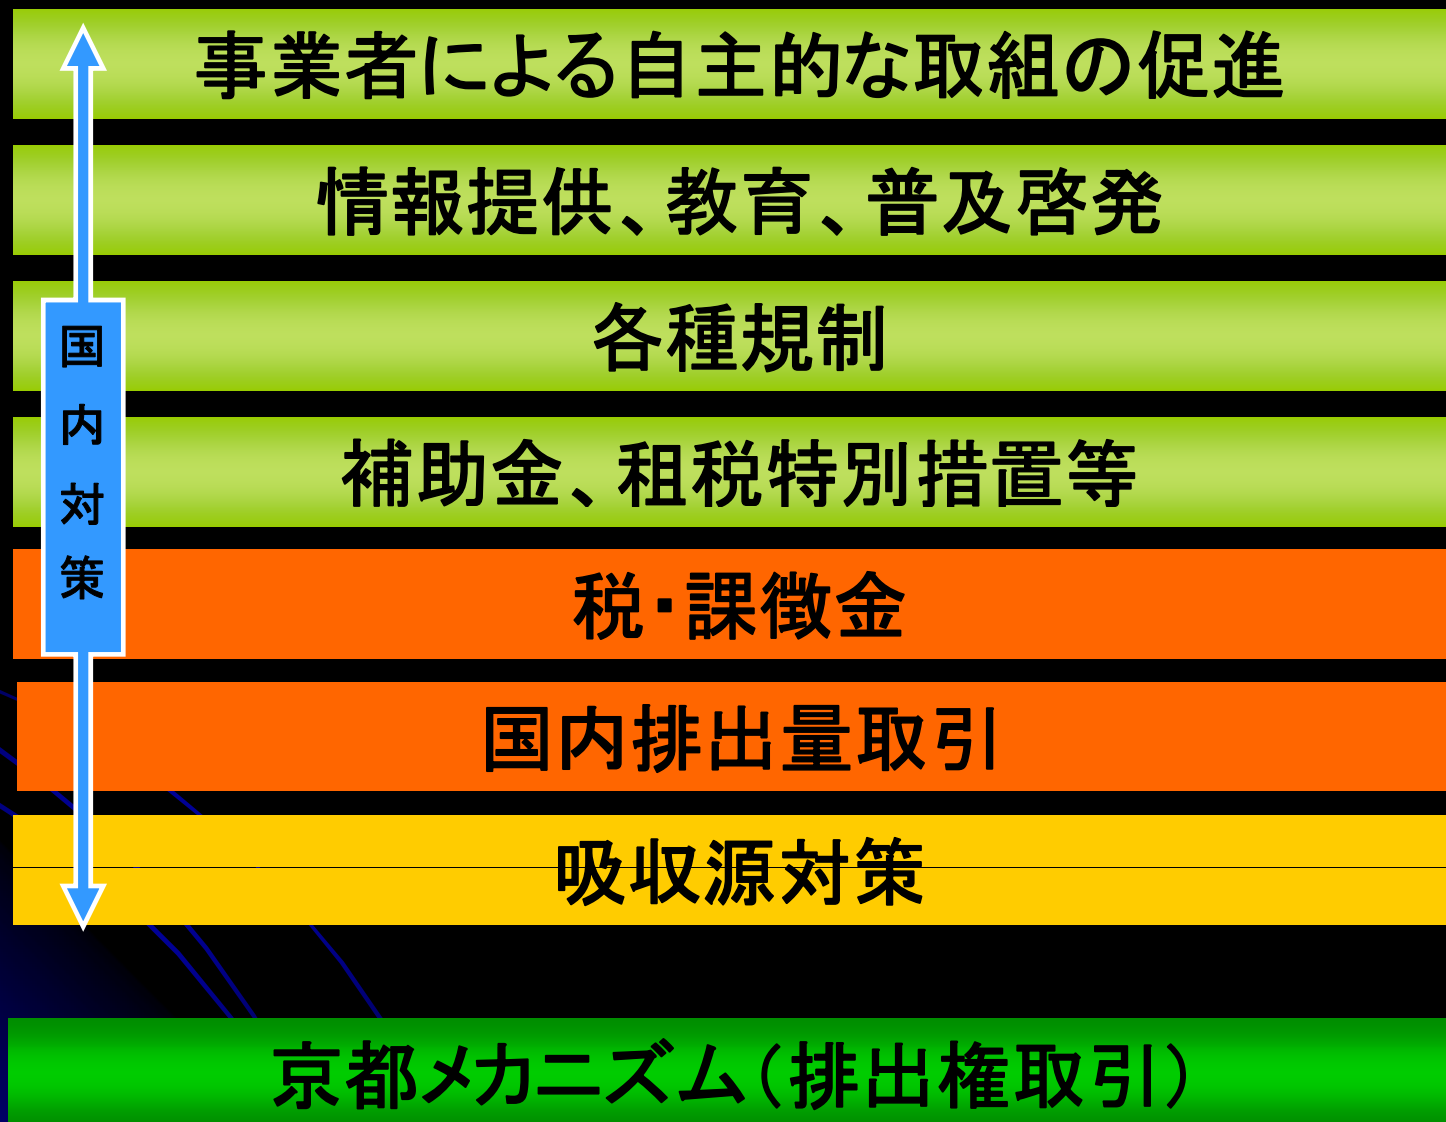 事業者による自主的な取組の促進
情報提供、教育、普及啓発
各種規制
補助金、租税特別措置等
税・課徴金
国内排出量取引
吸収源対策
国内対策
京都メカニズム(排出権取引)